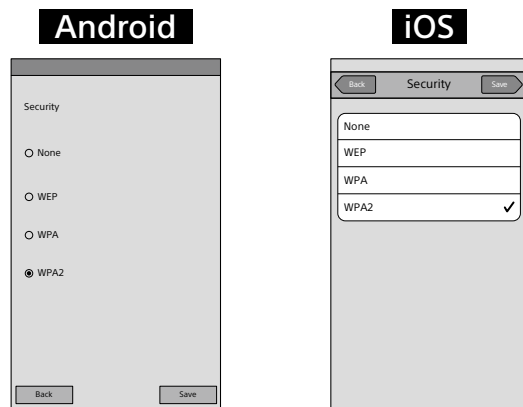 Android
Security
None
WEP
WPA
WPA2
Back
Save
iOS
Back
Security
Save
None
WEP
WPA
WPA2